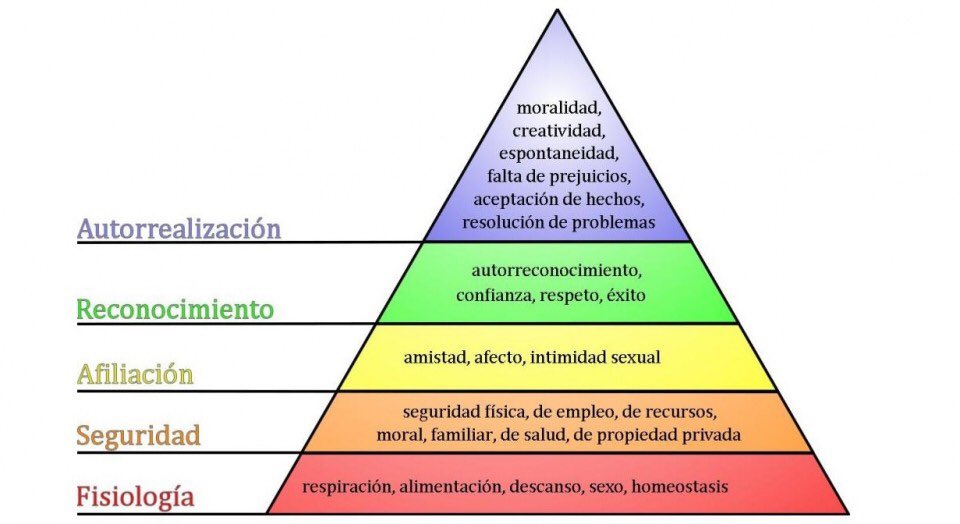 moralidad,
creatividad,
espontaneidad,
falta de prejuicios,
aceptación de hechos,
resolución de problemas
Autorrealización
autorreconocimiento,
confianza, respeto, éxito
Reconocimiento
amistad, afecto, intimidad sexual
Afiliación
seguridad física, de empleo, de recursos,
moral, familiar, de salud, de propiedad privada
Seguridad
respiración, alimentación, descanso, sexo, homeostasis
Fisiología